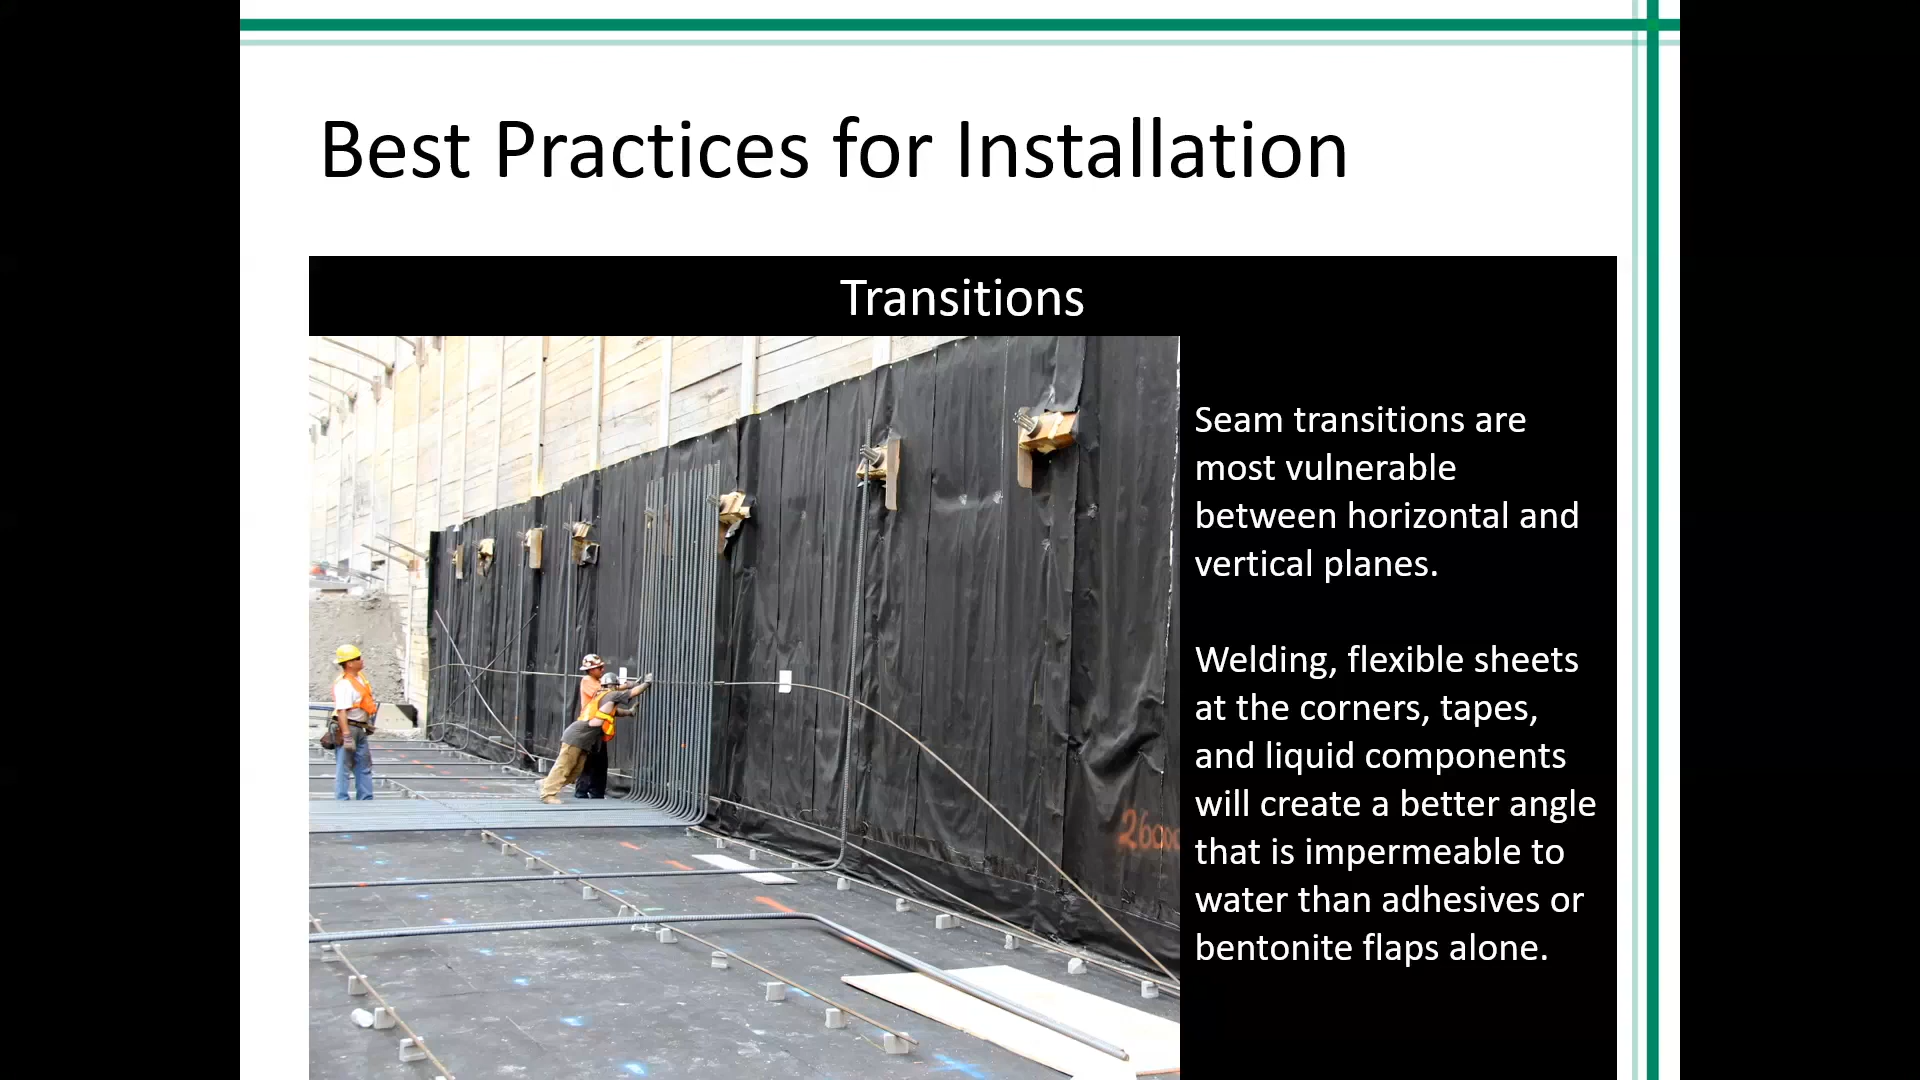 Best Practices for Installation
Transitions
Seam transitions are
most vulnerable
between horizontal and
vertical planes.
Welding, flexible sheets
at the corners, tapes,
and liquid components
will create a better angle
that is impermeable to
water than adhesives or
bentonite flaps alone.